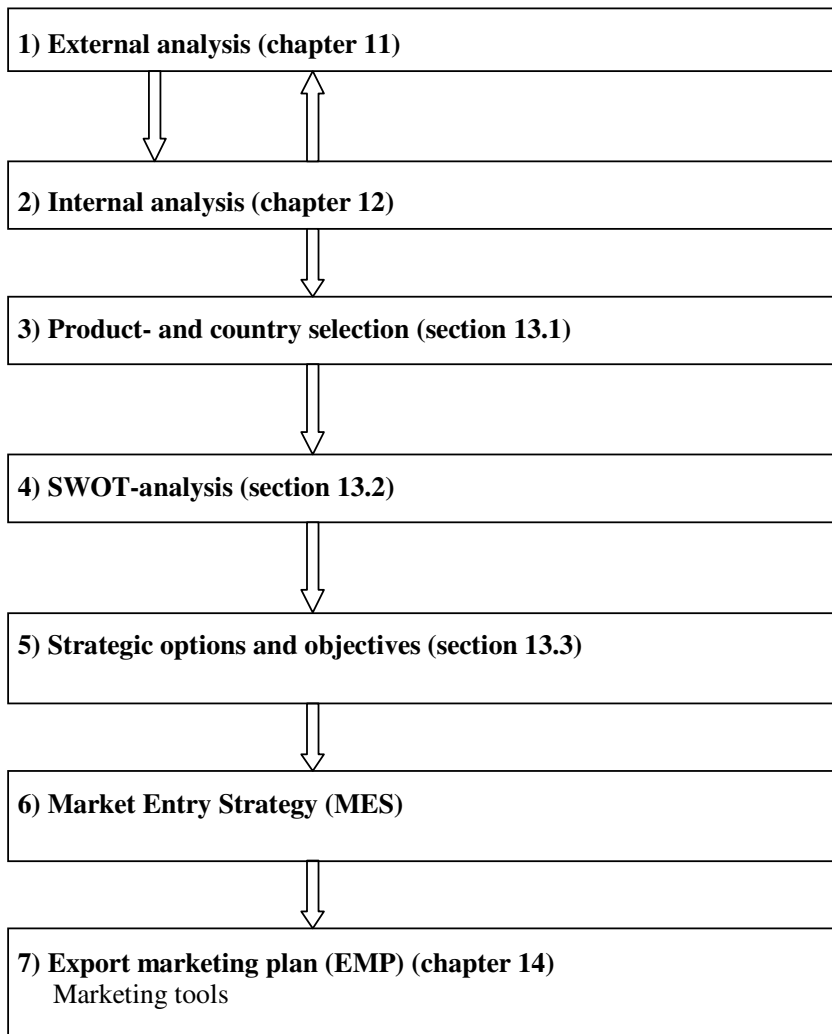 1) External analysis (chapter 11)
2) Internal analysis (chapter 12)
3) Product- and country selection (section 13.1)
4) SWOT-analysis (section 13.2)
5) Strategic options and objectives (section 13.3)
6) Market Entry Strategy (MES)
7) Export marketing plan (EMP) (chapter 14)
Marketing tools